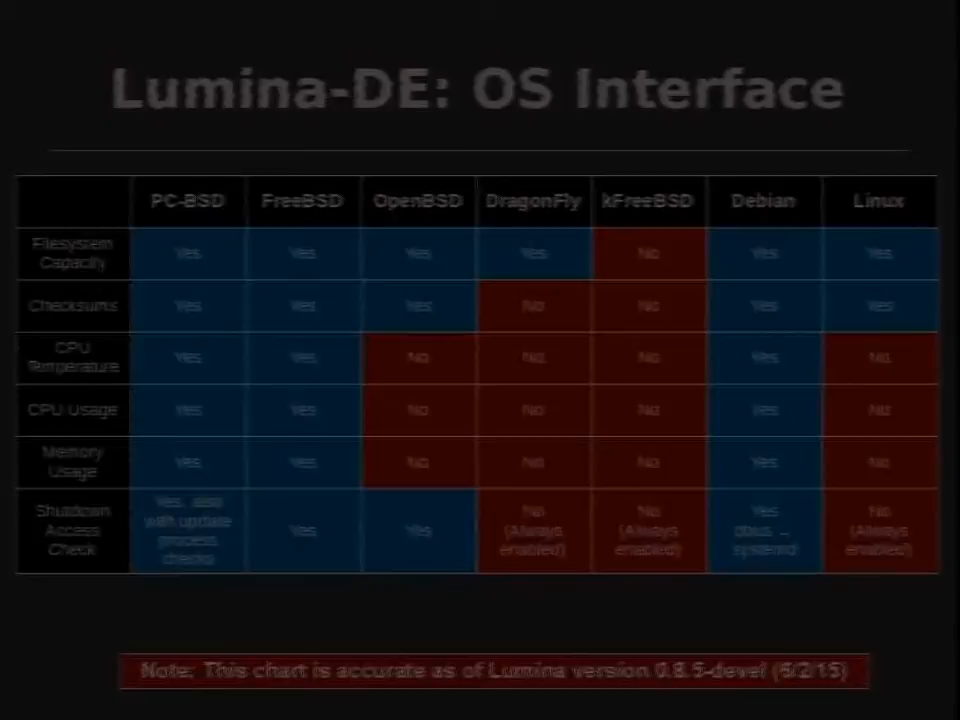 Lumina-DE: OS Interface
PC-BSD FreeBSD OpenBSD DragonFly kFreeBSD Debian Linux
Filesystem
Capacity
Yes Yes Yes Yes No Yes Yes
Checksums Yes Yes Yes No No Yes Yes
CPU
Temperature
Yes Yes No No No Yes No
CPU Usage Yes Yes No No No Yes No
Memory
Usage
Yes Yes No No No Yes No
Shutdown
Access
Check
Yes, also
with update
process
checks
Yes Yes
No
(Always
enabled)
No
(Always
enabled)
Yes
dbus
systemd
No
(Always
enabled)
Note: This chart is accurate as of Lumina version 0.8.5-devel (6/2/15)